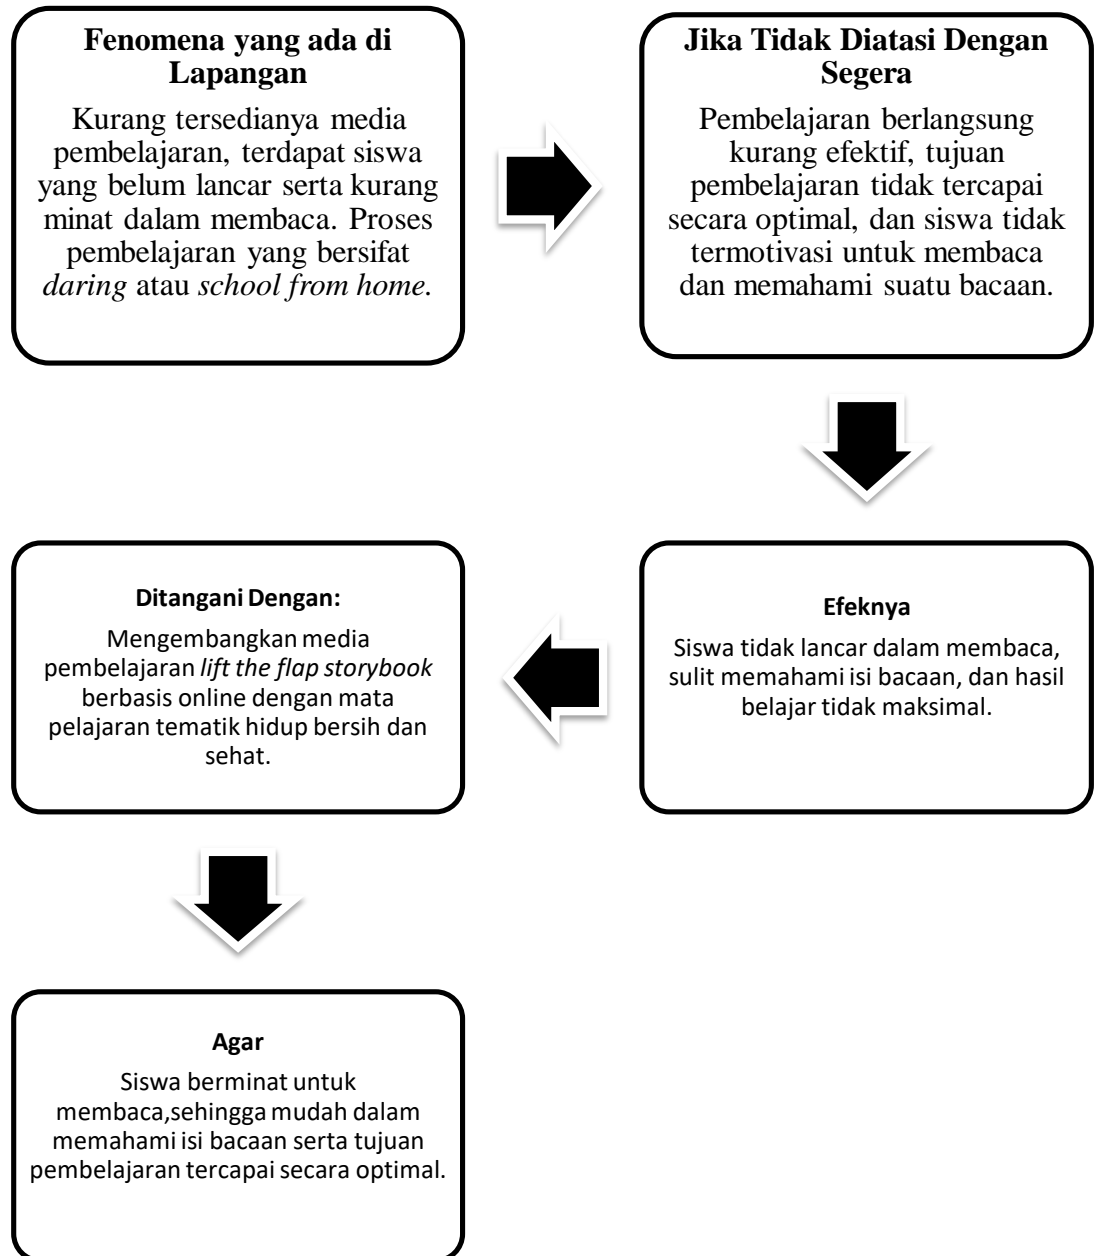 Fenomena yang ada di
Lapangan
Kurang tersedianya media
pembelajaran, terdapat siswa
yang belum lancar serta kurang
minat dalam membaca. Proses
pembelajaran yang bersifat
daring atau school from home.
Jika Tidak Diatasi Dengan
Segera
Pembelajaran berlangsung
kurang efektif, tujuan
pembelajaran tidak tercapai
secara optimal, dan siswa tidak
termotivasi untuk membaca
dan memahami suatu bacaan.
Efeknya
Siswa tidak lancar dalam membaca,
sulit memahami isi bacaan, dan hasil
belajar tidak maksimal.
Ditangani Dengan:
Mengembangkan media
pembelajaran lift the flap storybook
berbasis online dengan mata
pelajaran tematik hidup bersih dan
sehat.
Agar
Siswa berminat untuk
membaca,sehingga mudah dalam
memahami isi bacaan serta tujuan
pembelajaran tercapai secara optimal.